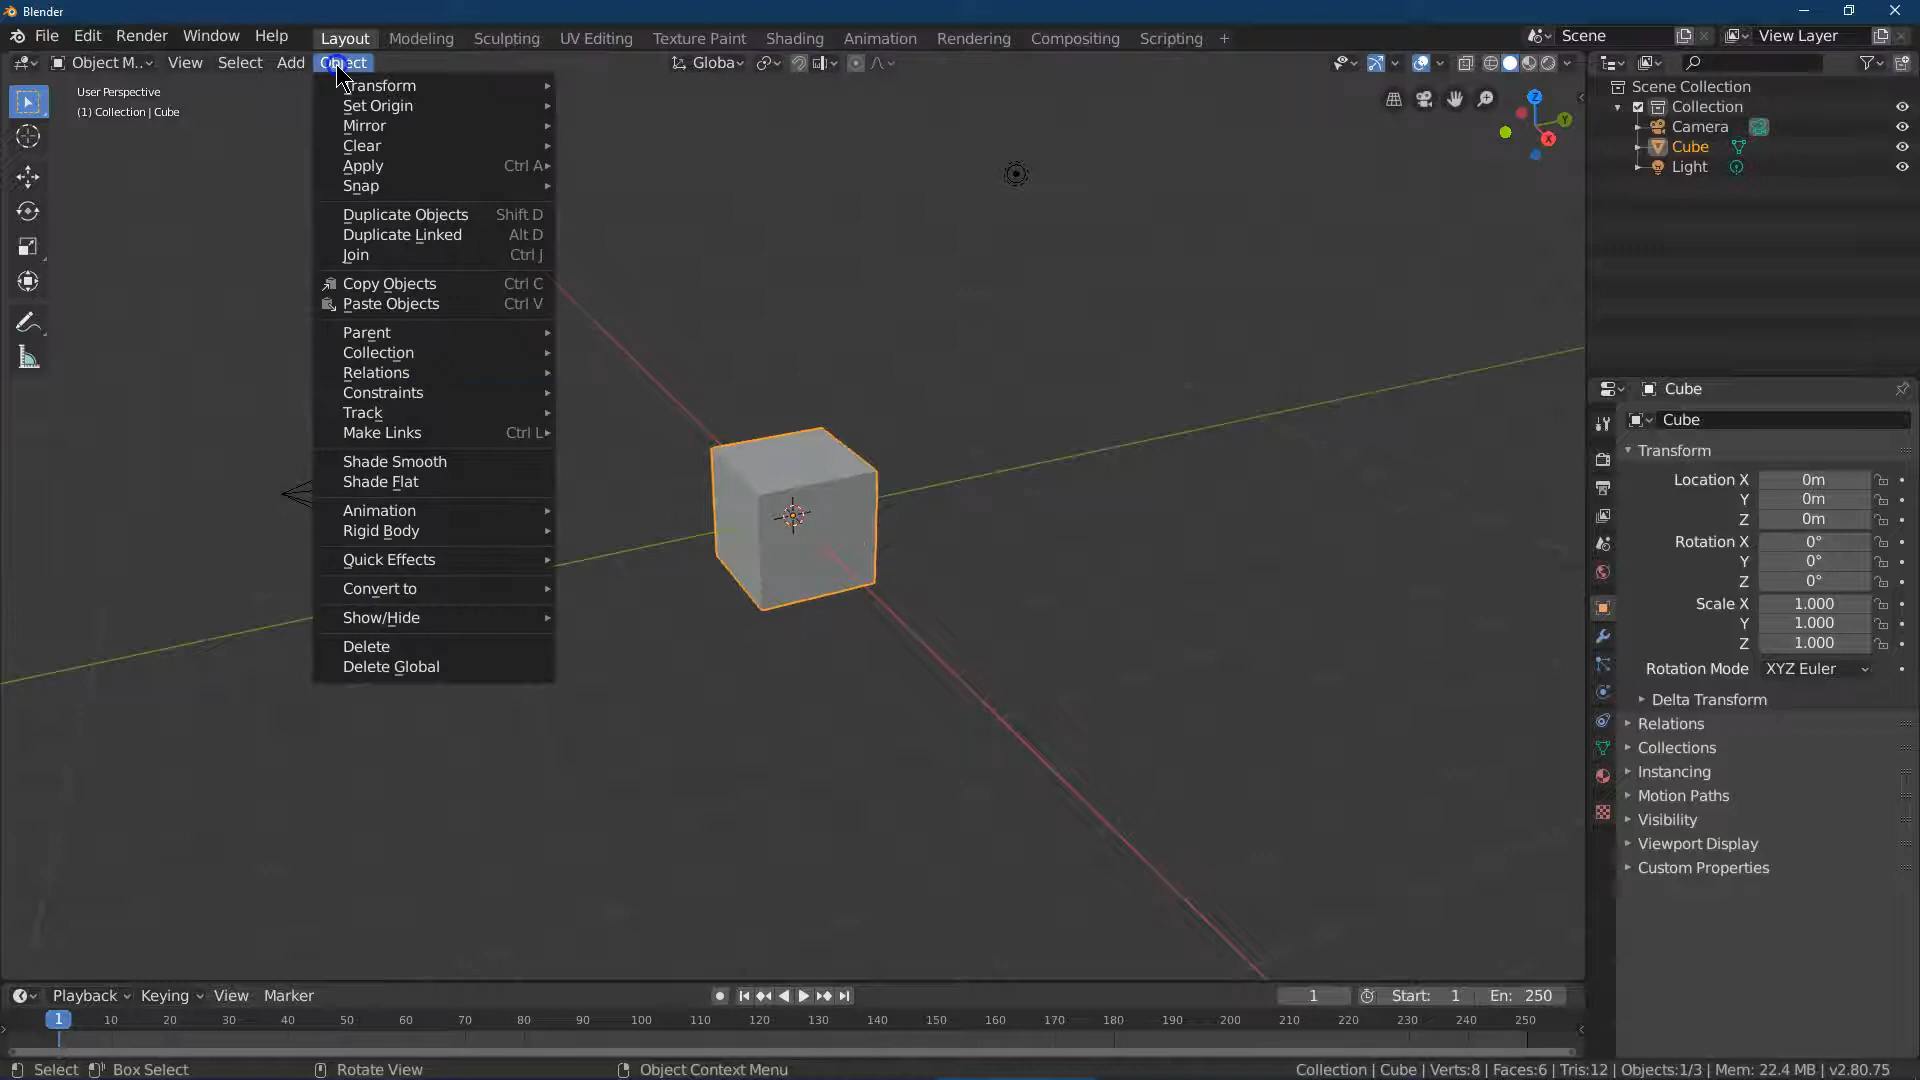 Blender
File Edit Render Window Help Layout Modeling Sculpting UV Editing Texture Paint Shading Animation Rendering Compositing Scripting + Scene View Layer
Object M.. View Select Add Object Globa
User Perspective
(1) Collection | Cube
Transform
Set Origin
Mirror
Clear
Apply Ctrl A
Snap
Duplicate Objects Shift D
Duplicate Linked Alt D
Join Ctrl J
Copy Objects Ctrl C
Paste Objects Ctrl V
Parent
Collection
Relations
Constraints
Track
Make Links Ctrl L
Shade Smooth
Shade Flat
Animation
Rigid Body
Quick Effects
Convert to
Show/Hide
Delete
Delete Global
Z
Y
X
Scene Collection
Collection
Camera
Cube
Light
Cube
Cube
Transform
Location X 0m
Y 0m
Z 0m
Rotation X 0°
Y 0°
Z 0°
Scale X 1.000
Y 1.000
Z 1.000
Rotation Mode XYZ Euler
Delta Transform
Relations
Collections
Instancing
Motion Paths
Visibility
Viewport Display
Custom Properties
Playback Keying View Marker 1 Start: 1 En: 250
1 10 20 30 40 50 60 70 80 90 100 110 120 130 140 150 160 170 180 190 200 210 220 230 240 250
Select Box Select Rotate View Object Context Menu Collection | Cube | Verts:8 | Faces:6 | Tris:12 | Objects:1/3 | Mem: 22.4 MB | v2.80.75